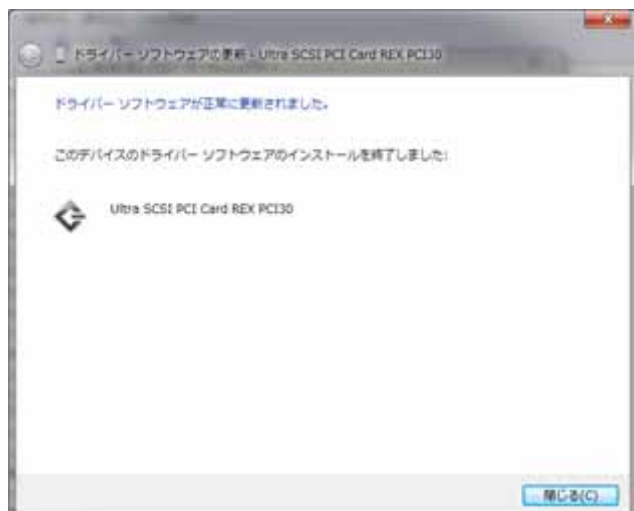 ドライバー ソフトウェアの更新 - Ultra SCSI PCI Card REX PCI30
ドライバー ソフトウェアが正常に更新されました。
このデバイスのドライバー ソフトウェアのインストールを終了しました:
Ultra SCSI PCI Card REX PCI30
閉じる(C)